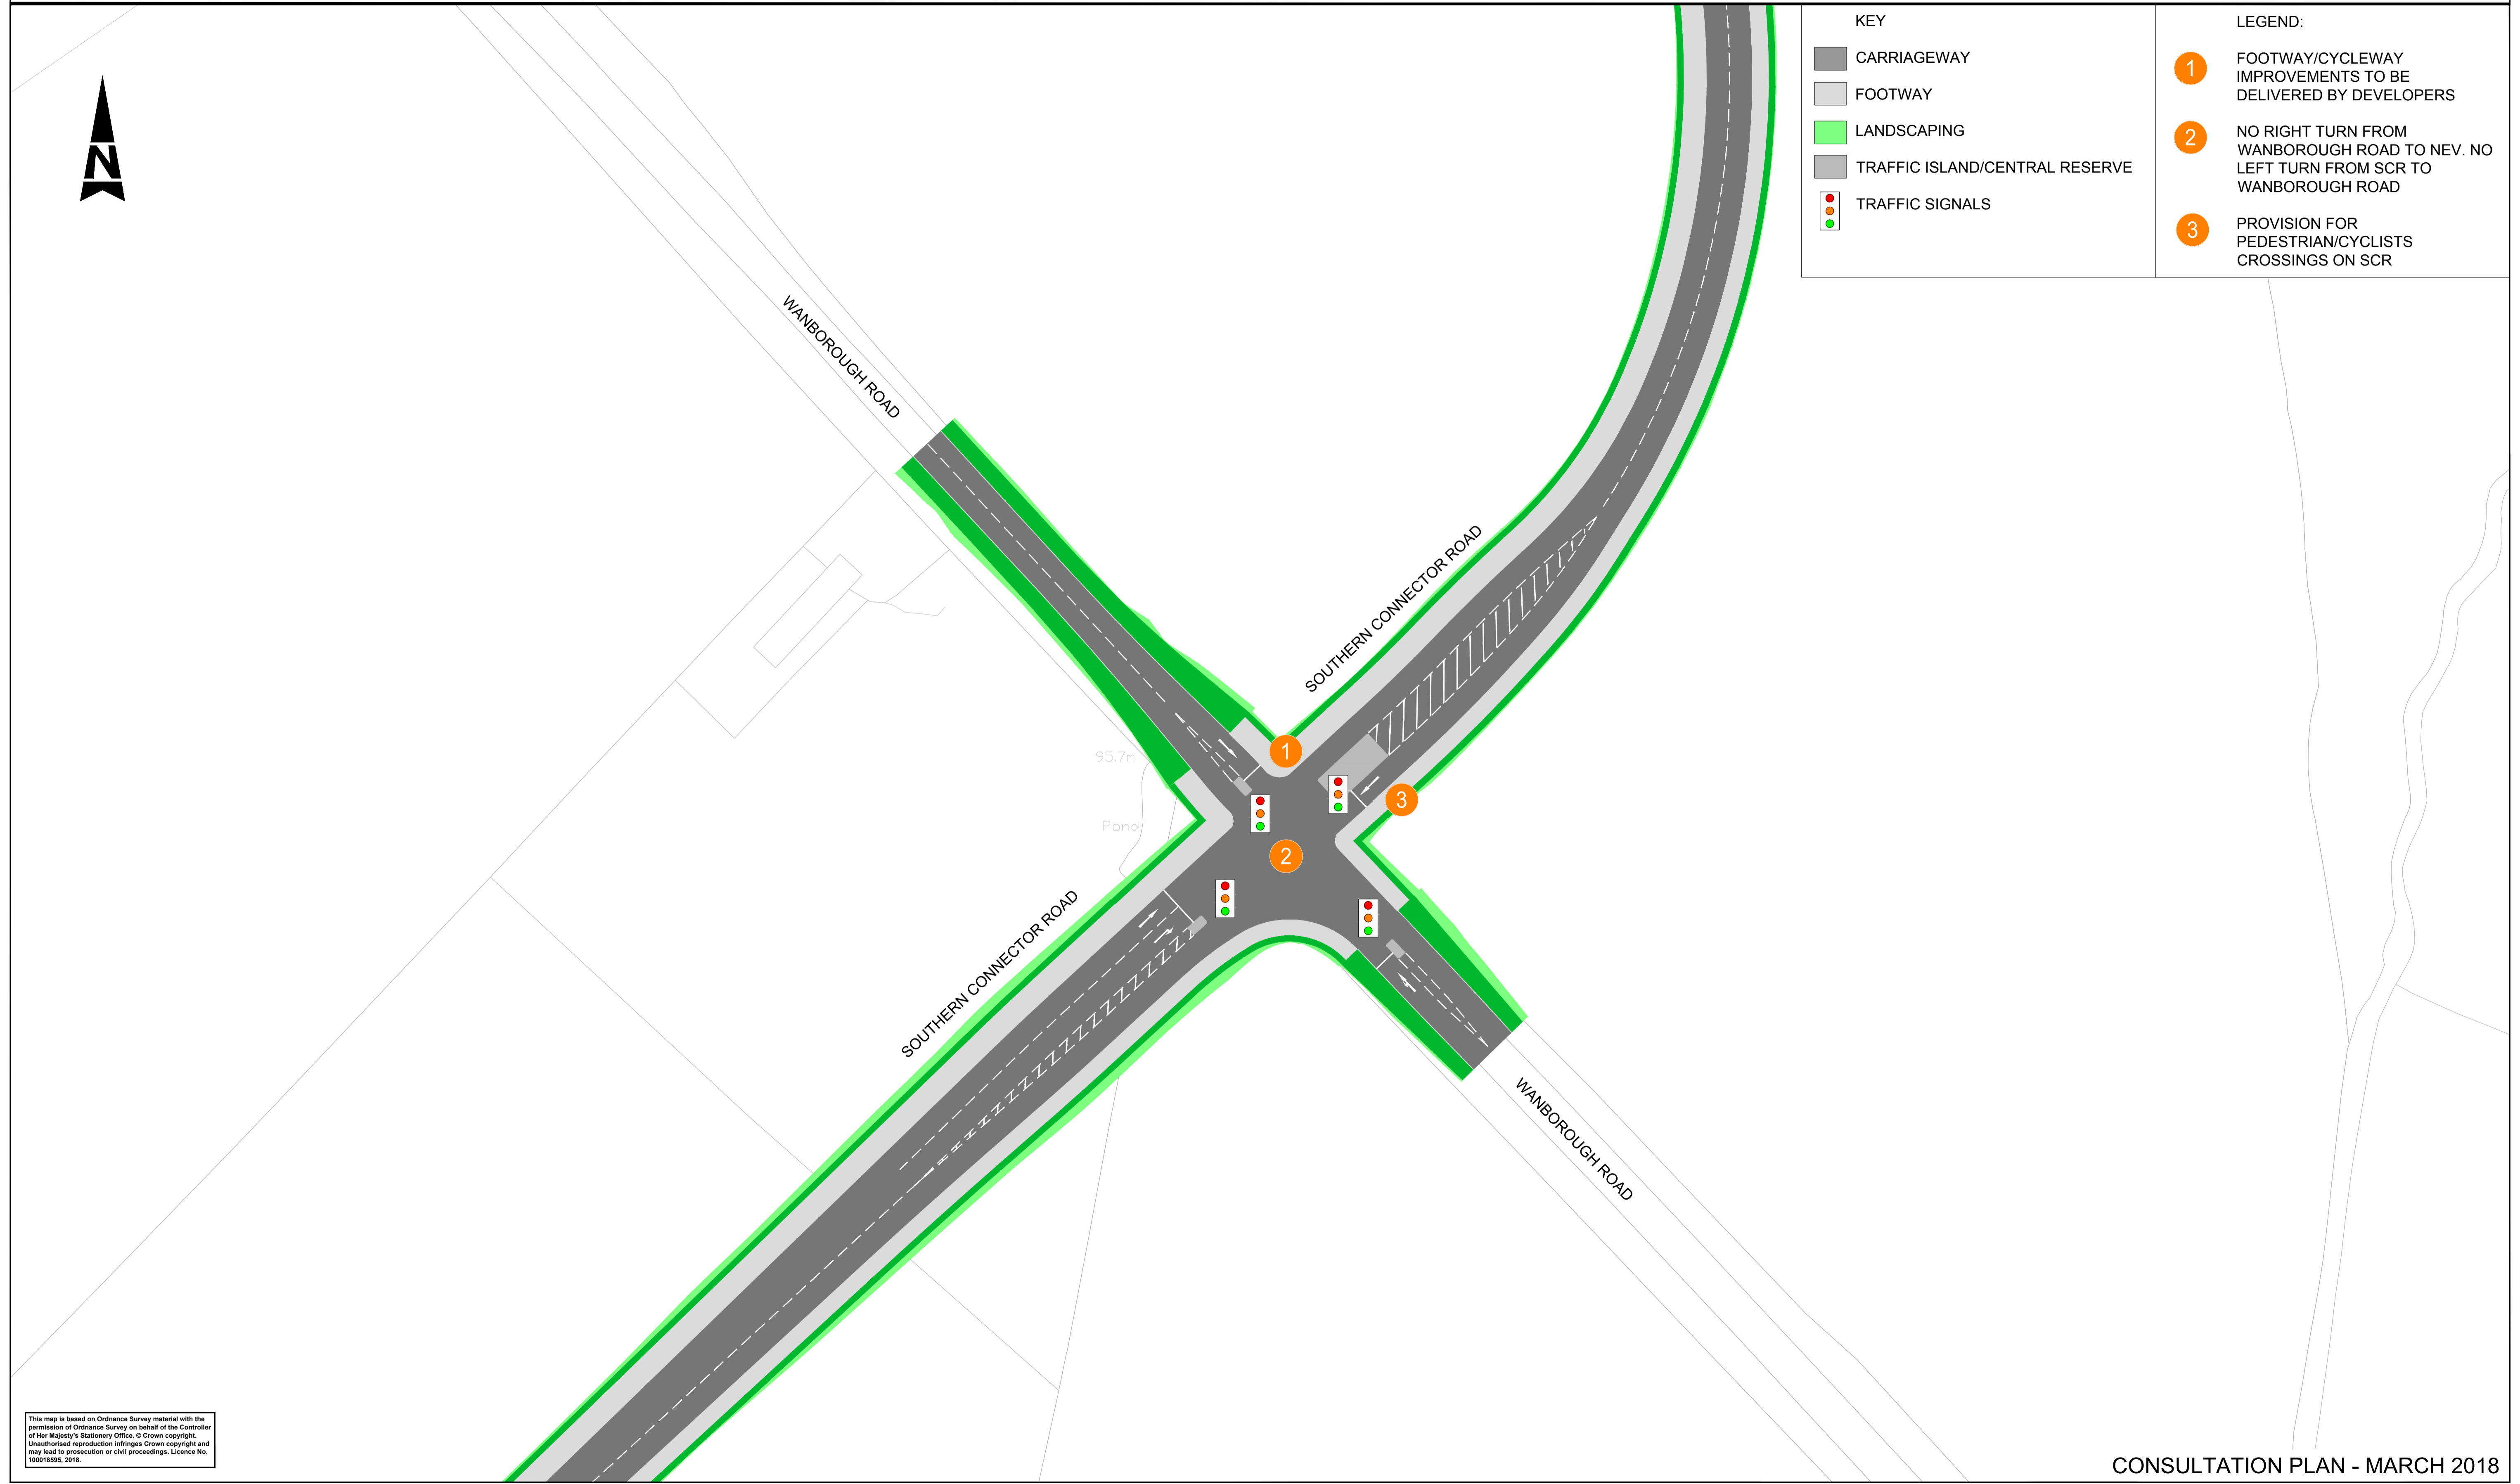 KEY
CARRIAGEWAY
FOOTWAY
LANDSCAPING
TRAFFIC ISLAND/CENTRAL RESERVE
TRAFFIC SIGNALS
LEGEND:
1
FOOTWAY/CYCLEWAY
IMPROVEMENTS TO BE
DELIVERED BY DEVELOPERS
2
NO RIGHT TURN FROM
WANBOROUGH ROAD TO NEV. NO
LEFT TURN FROM SCR TO
WANBOROUGH ROAD
3
PROVISION FOR
PEDESTRIAN/CYCLISTS
CROSSINGS ON SCR
N
WANBOROUGH ROAD
SOUTHERN CONNECTOR ROAD
1
95.7m
3
Pond
2
SOUTHERN CONNECTOR ROAD
WANBOROUGH ROAD
This map is based on Ordnance Survey material with the
permission of Ordnance Survey on behalf of the Controller
of Her Majesty's Stationery Office. © Crown copyright.
Unauthorised reproduction infringes Crown copyright and
may lead to prosecution or civil proceedings. Licence No.
100018595, 2018.
CONSULTATION PLAN - MARCH 2018